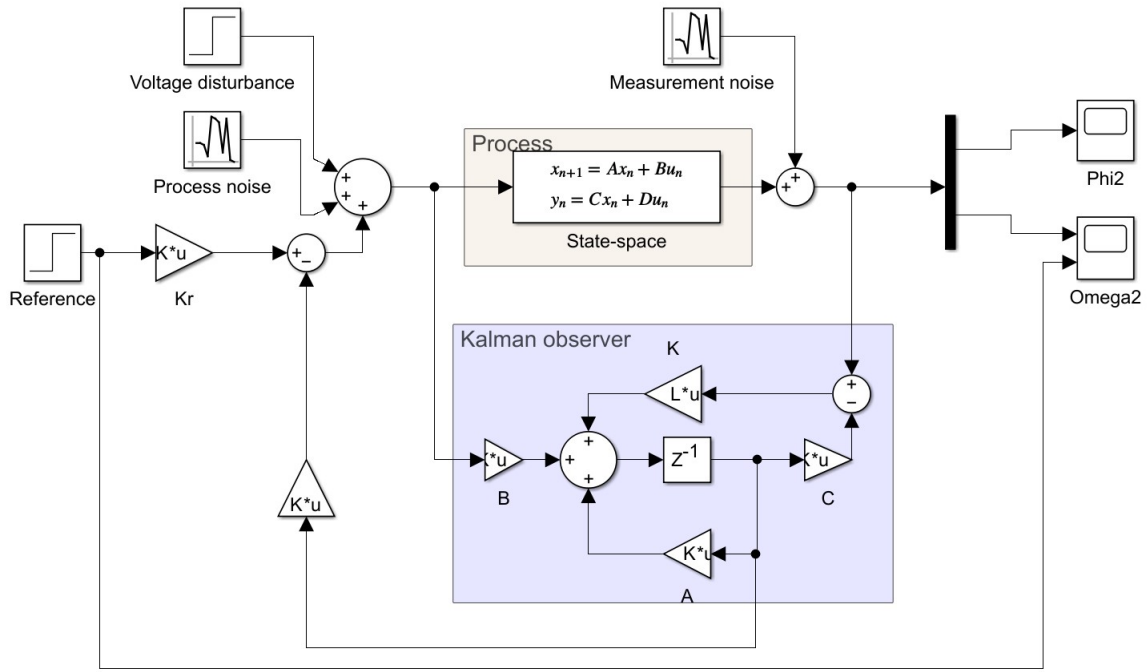 Voltage disturbance
Measurement noise
Process noise
Process
x_{n+1} = Ax_n + Bu_n
y_n = Cx_n + Du_n
State-space
Phi2
+
+
+
+
+
Reference
K*u
Kr
+
−
Omega2
Kalman observer
K
L*u
+
−
K*u
B
+
+
+
Z^{-1}
K*u
C
K*u
K*u
A